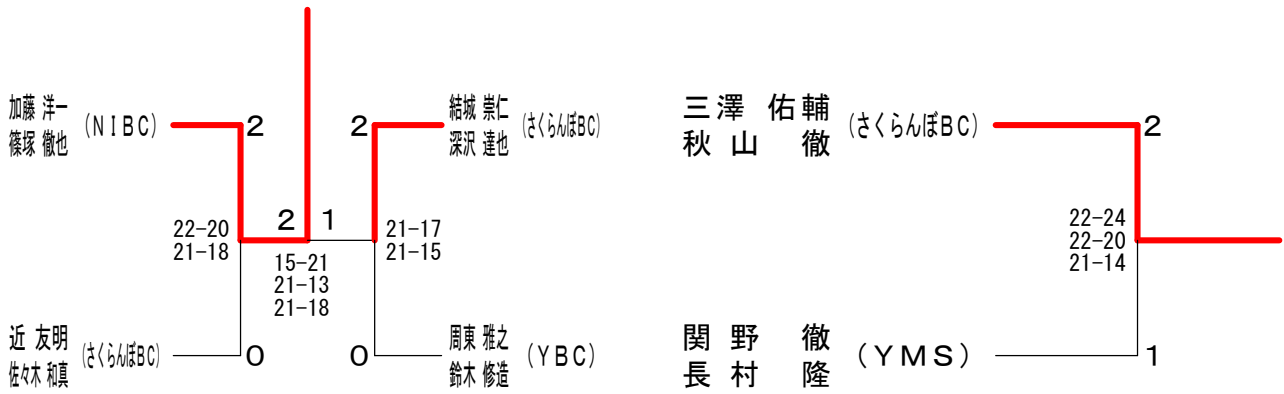 加藤 洋一
篠塚 徹也
(NIBC)
2
2
結城 崇仁
深沢 達也
(さくらんぼBC)
22-20
21-18
2 1
15-21
21-13
21-18
21-17
21-15
近 友明
佐々木 和真
(さくらんぼBC)
0
0
周東 雅之
鈴木 修造
(YBC)
三澤 佑輔
秋山 徹
(さくらんぼBC)
2
22-24
22-20
21-14
関野 徹
長村 隆
(YMS)
1